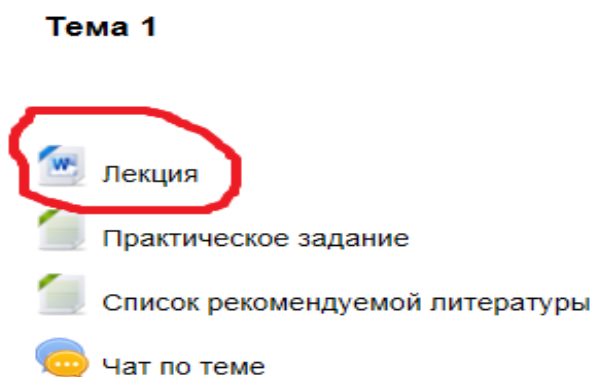 Тема 1
W Лекция
Практическое задание
Список рекомендуемой литературы
Чат по теме